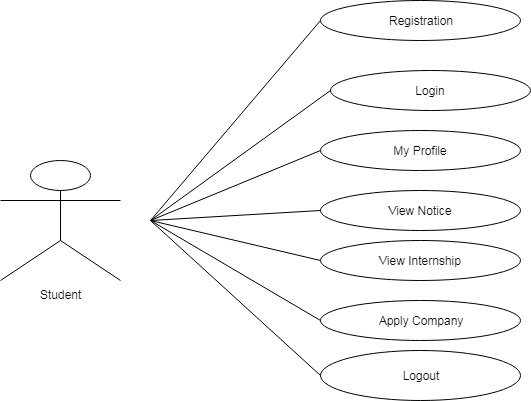 Registration
Login
My Profile
View Notice
View Internship
Apply Company
Logout
Student